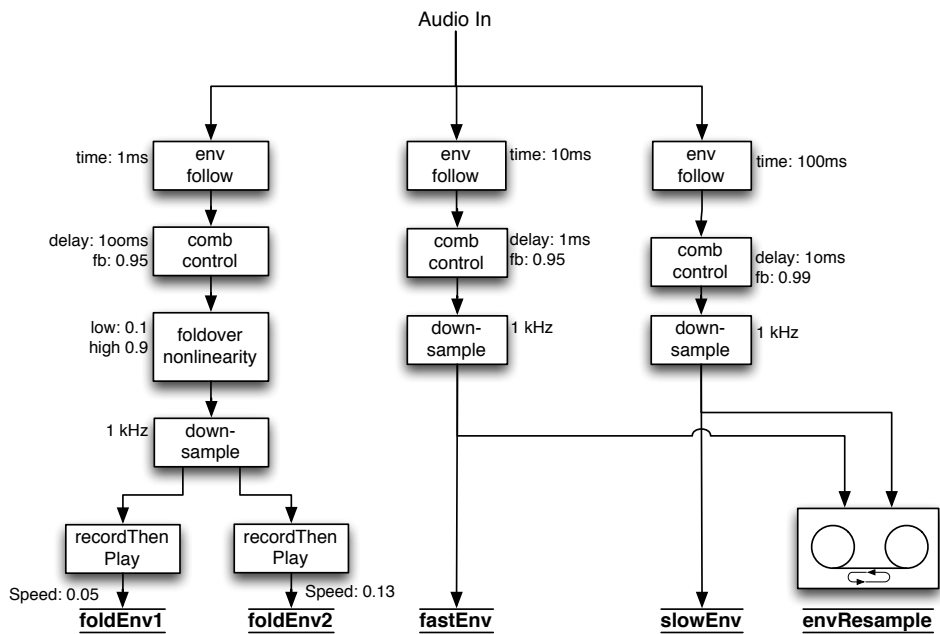 Audio In
time: 1ms
env
follow
time: 10ms
env
follow
time: 100ms
env
follow
delay: 1ooms
fb: 0.95
comb
control
delay: 1ms
fb: 0.95
comb
control
delay: 1oms
fb: 0.99
comb
control
low: 0.1
high 0.9
foldover
nonlinearity
down-
sample
1 kHz
down-
sample
1 kHz
1 kHz
down-
sample
recordThen
Play
recordThen
Play
Speed: 0.05
Speed: 0.13
foldEnv1
foldEnv2
fastEnv
slowEnv
envResample